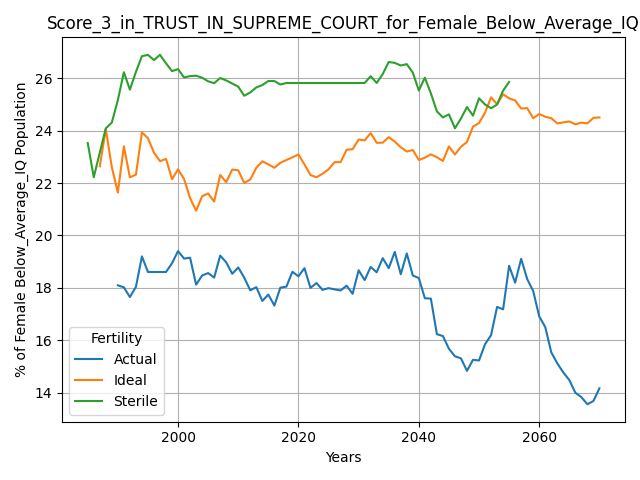 Score_3_in_TRUST_IN_SUPREME_COURT_for_Female_Below_Average_IQ
% of Female Below_Average_IQ Population
26
24
22
20
18
16
14
Fertility
Actual
Ideal
Sterile
2000
2020
2040
2060
Years